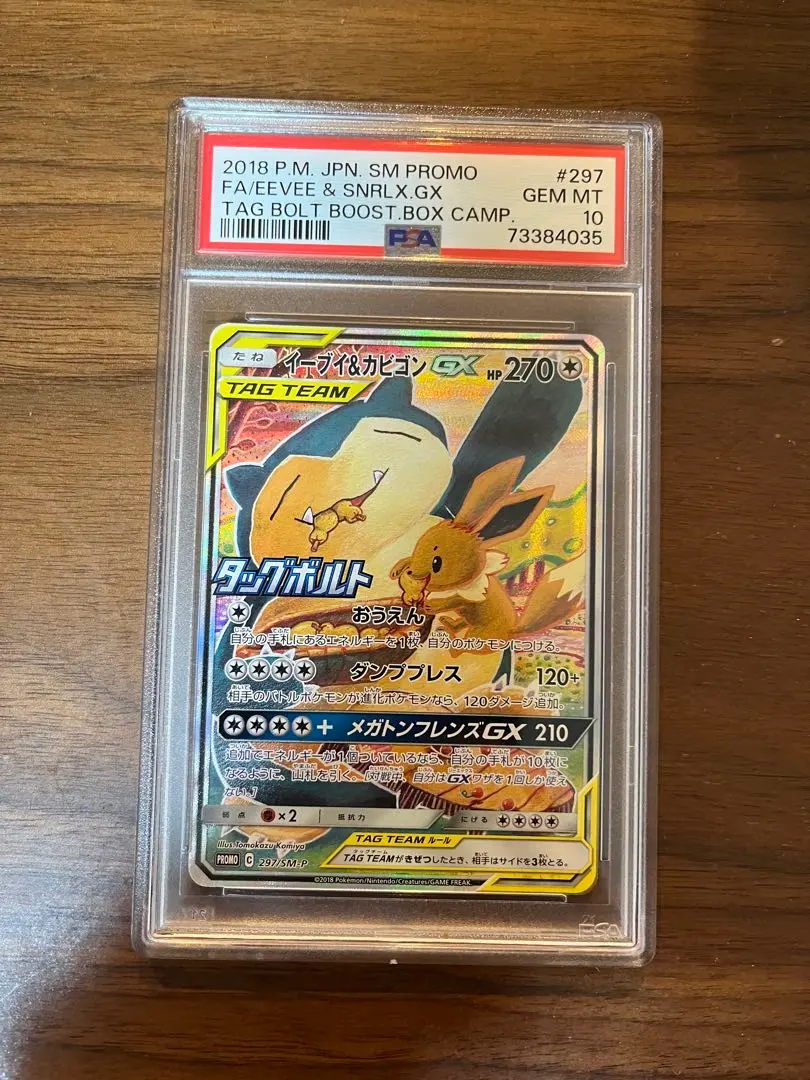 2018 P.M. JPN. SM PROMO #297
FA/EEVEE & SNRLX.GX GEM MT
TAG BOLT BOOST.BOX CAMP. 10
PSA 73384035
たね イーブイ&カビゴンGX HP270
TAG TEAM
タッグボルト
おうえん
自分の手札にあるエネルギーを1枚、自分のポケモンにつける。
ダンププレス 120+
相手のバトルポケモンが進化ポケモンなら、120ダメージ追加。
+ メガトンフレンズGX 210
追加でエネルギーが1個ついているなら、自分の手札が10枚に
なるように、山札を引く。[対戦中、自分はGXワザを1回しか使え
ない。]
弱点 ×2 抵抗力 にげる
Illus. Tomokazu Komiya
TAG TEAM ルール
TAG TEAMがきぜつしたとき、相手はサイドを3枚とる。
PROMO C 297/SM-P
©2018 Pokémon/Nintendo/Creatures/GAME FREAK.
PSA